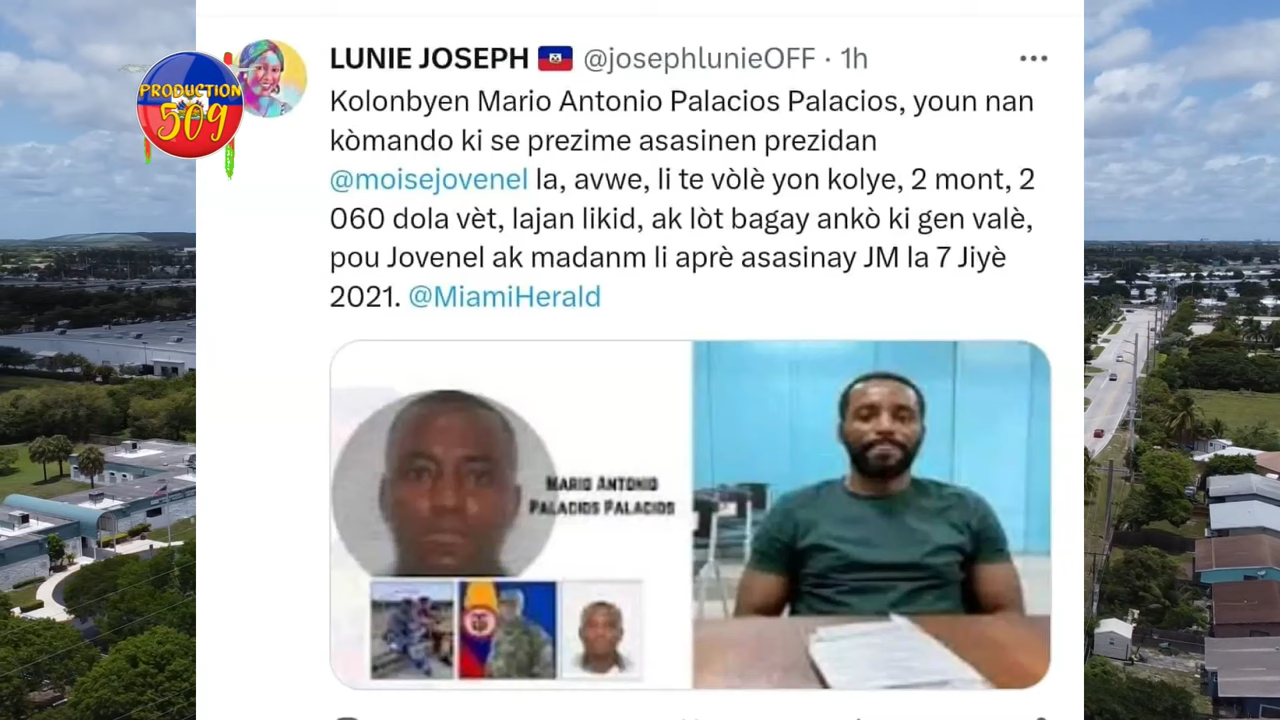 LUNIE JOSEPH @josephlunieOFF · 1h
PRODUCTION
509
Kolonbyen Mario Antonio Palacios Palacios, youn nan
kòmando ki se prezime asasinen prezidan
@moisejovenel la, avwe, li te vòlè yon kolye, 2 mont, 2
060 dola vèt, lajan likid, ak lòt bagay ankò ki gen valè,
pou Jovenel ak madanm li aprè asasinay JM la 7 Jiyè
2021. @MiamiHerald
MARIO ANTONIO
PALACIOS PALACIOS